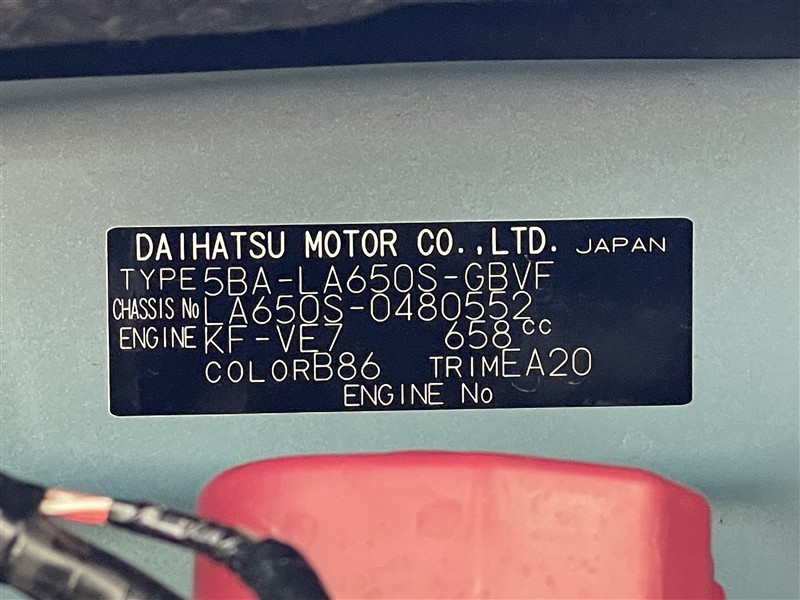 DAIHATSU MOTOR CO.,LTD. JAPAN
TYPE 5BA-LA650S-GBVF
CHASSIS No LA650S-0480552
ENGINE KF-VE7 658cc
COLOR B86 TRIM EA20
ENGINE No